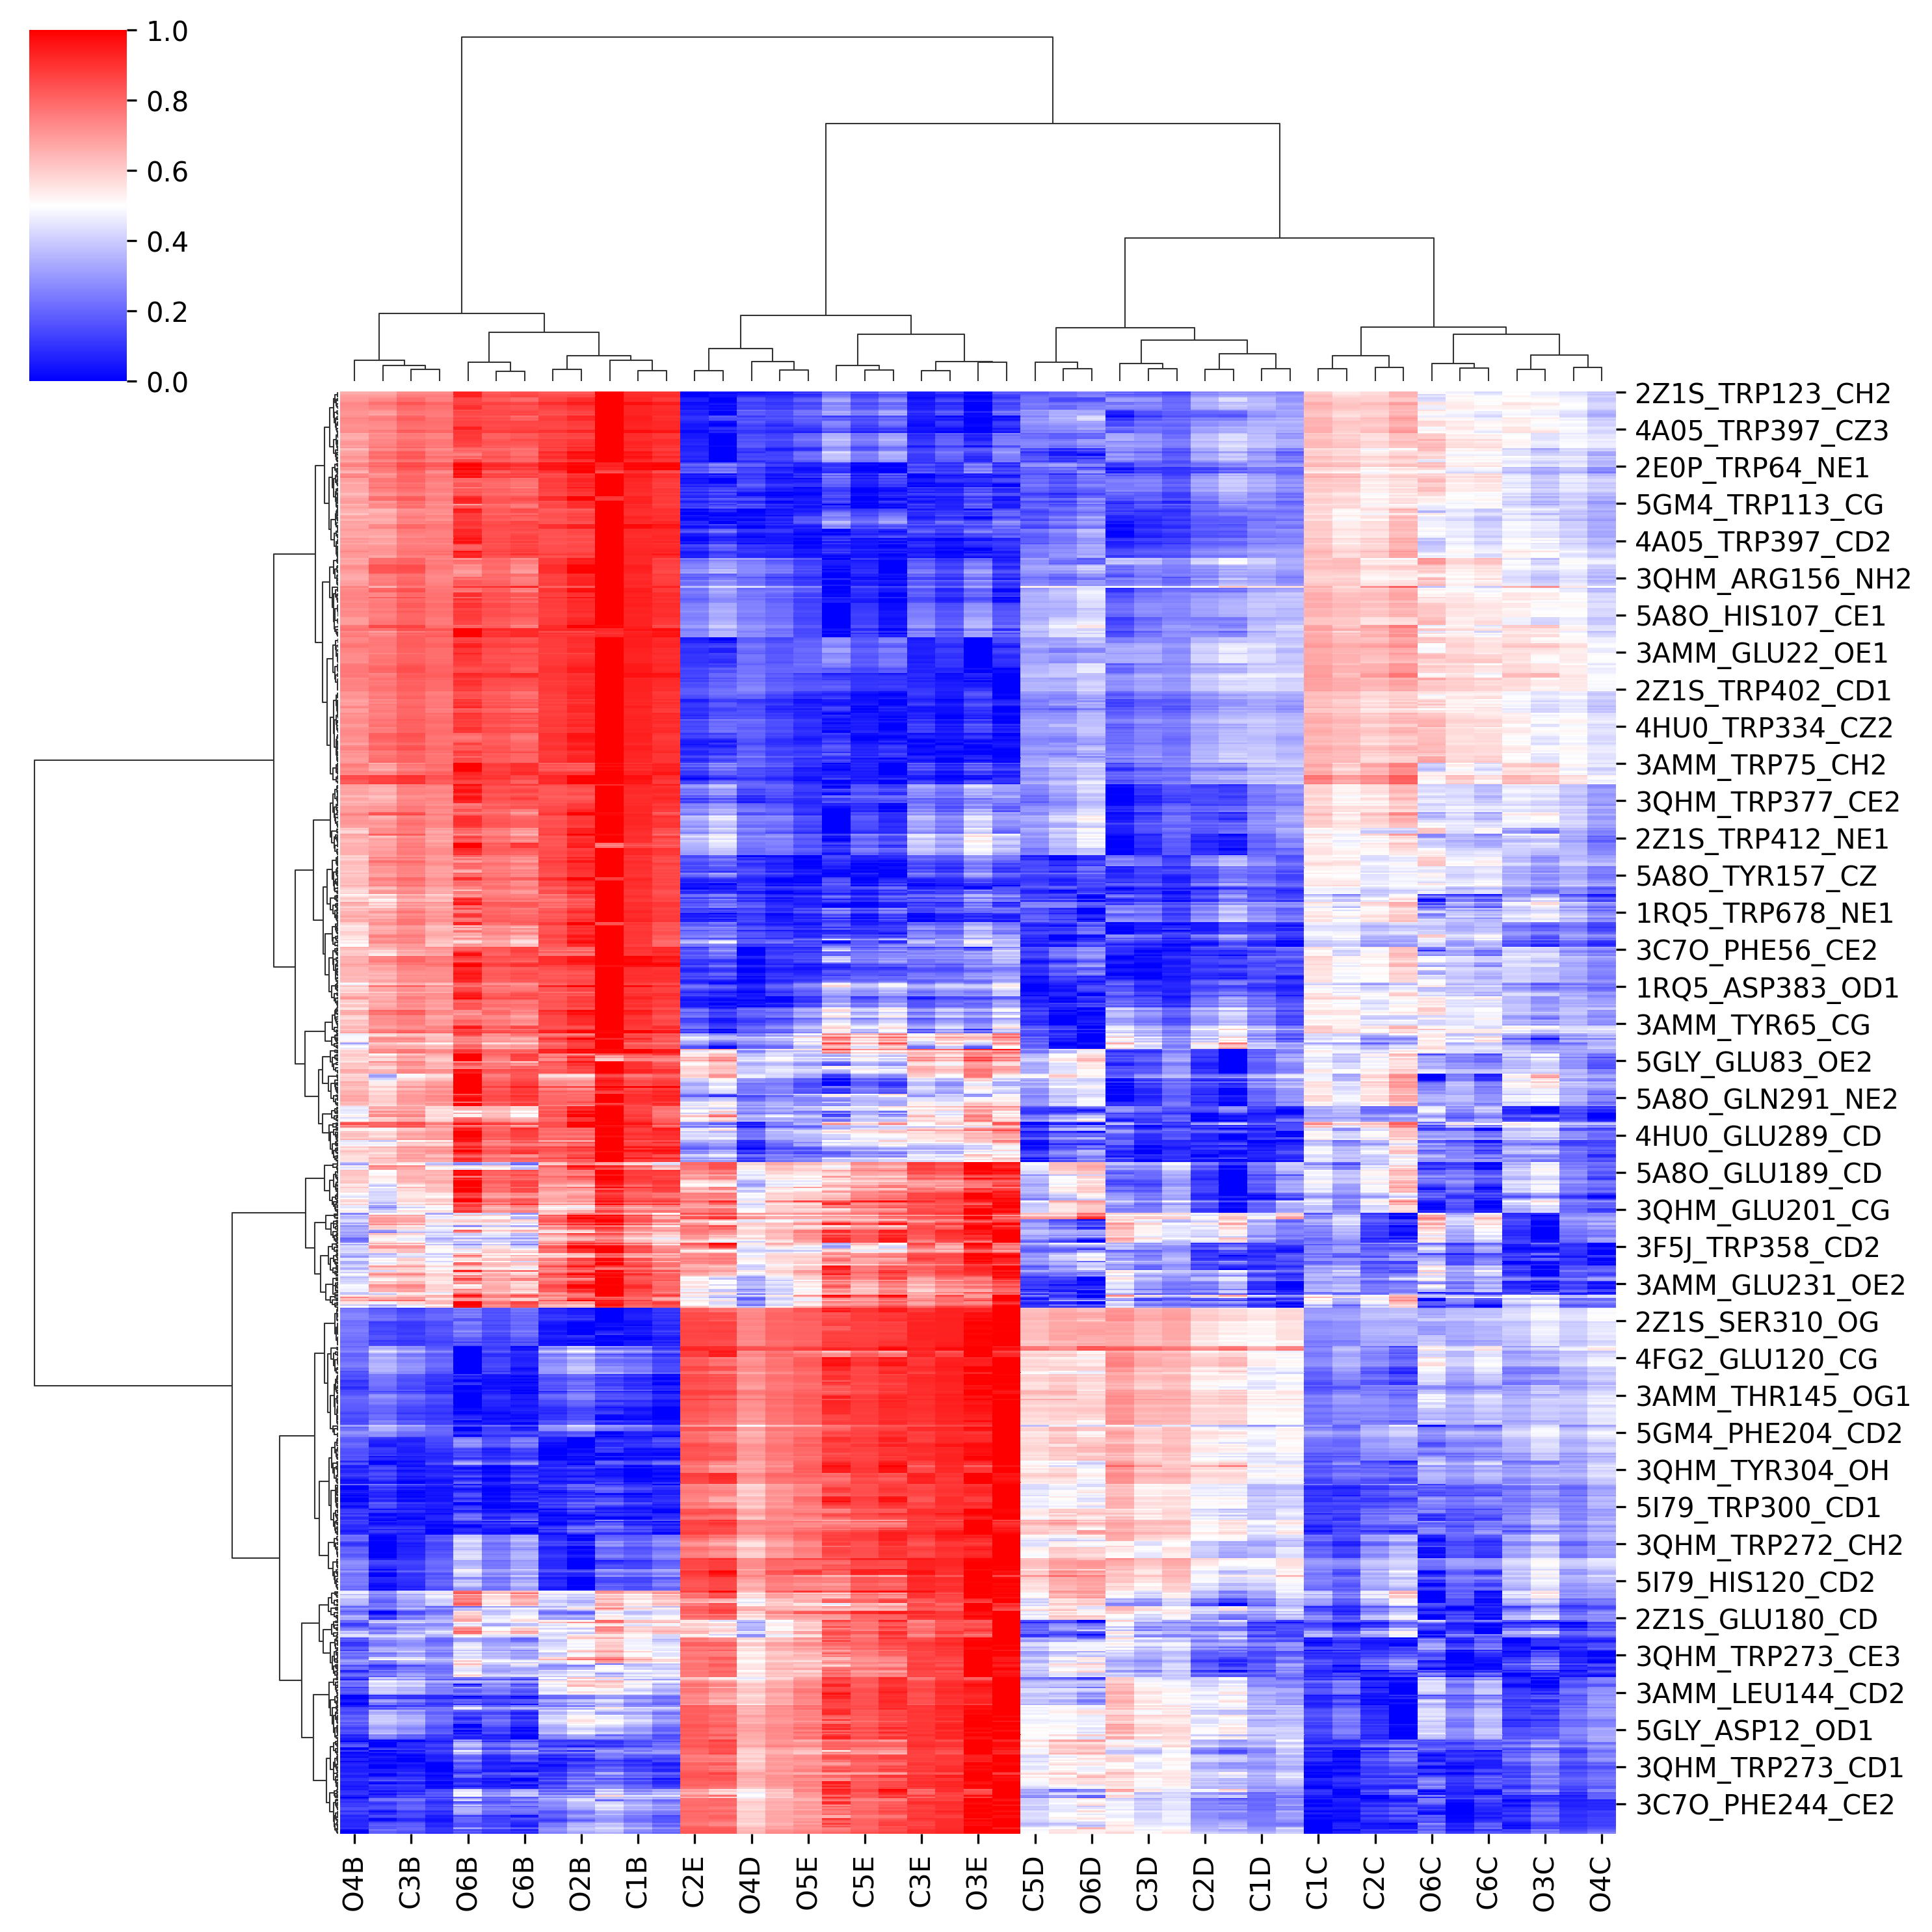 1.0
0.8
0.6
0.4
0.2
0.0
2Z1S_TRP123_CH2
4A05_TRP397_CZ3
2E0P_TRP64_NE1
5GM4_TRP113_CG
4A05_TRP397_CD2
3QHM_ARG156_NH2
5A8O_HIS107_CE1
3AMM_GLU22_OE1
2Z1S_TRP402_CD1
4HU0_TRP334_CZ2
3AMM_TRP75_CH2
3QHM_TRP377_CE2
2Z1S_TRP412_NE1
5A8O_TYR157_CZ
1RQ5_TRP678_NE1
3C7O_PHE56_CE2
1RQ5_ASP383_OD1
3AMM_TYR65_CG
5GLY_GLU83_OE2
5A8O_GLN291_NE2
4HU0_GLU289_CD
5A8O_GLU189_CD
3QHM_GLU201_CG
3F5J_TRP358_CD2
3AMM_GLU231_OE2
2Z1S_SER310_OG
4FG2_GLU120_CG
3AMM_THR145_OG1
5GM4_PHE204_CD2
3QHM_TYR304_OH
5I79_TRP300_CD1
3QHM_TRP272_CH2
5I79_HIS120_CD2
2Z1S_GLU180_CD
3QHM_TRP273_CE3
3AMM_LEU144_CD2
5GLY_ASP12_OD1
3QHM_TRP273_CD1
3C7O_PHE244_CE2
O4B
C3B
O6B
C6B
O2B
C1B
C2E
O4D
O5E
C5E
C3E
O3E
C5D
O6D
C3D
C2D
C1D
C1C
C2C
O6C
C6C
O3C
O4C